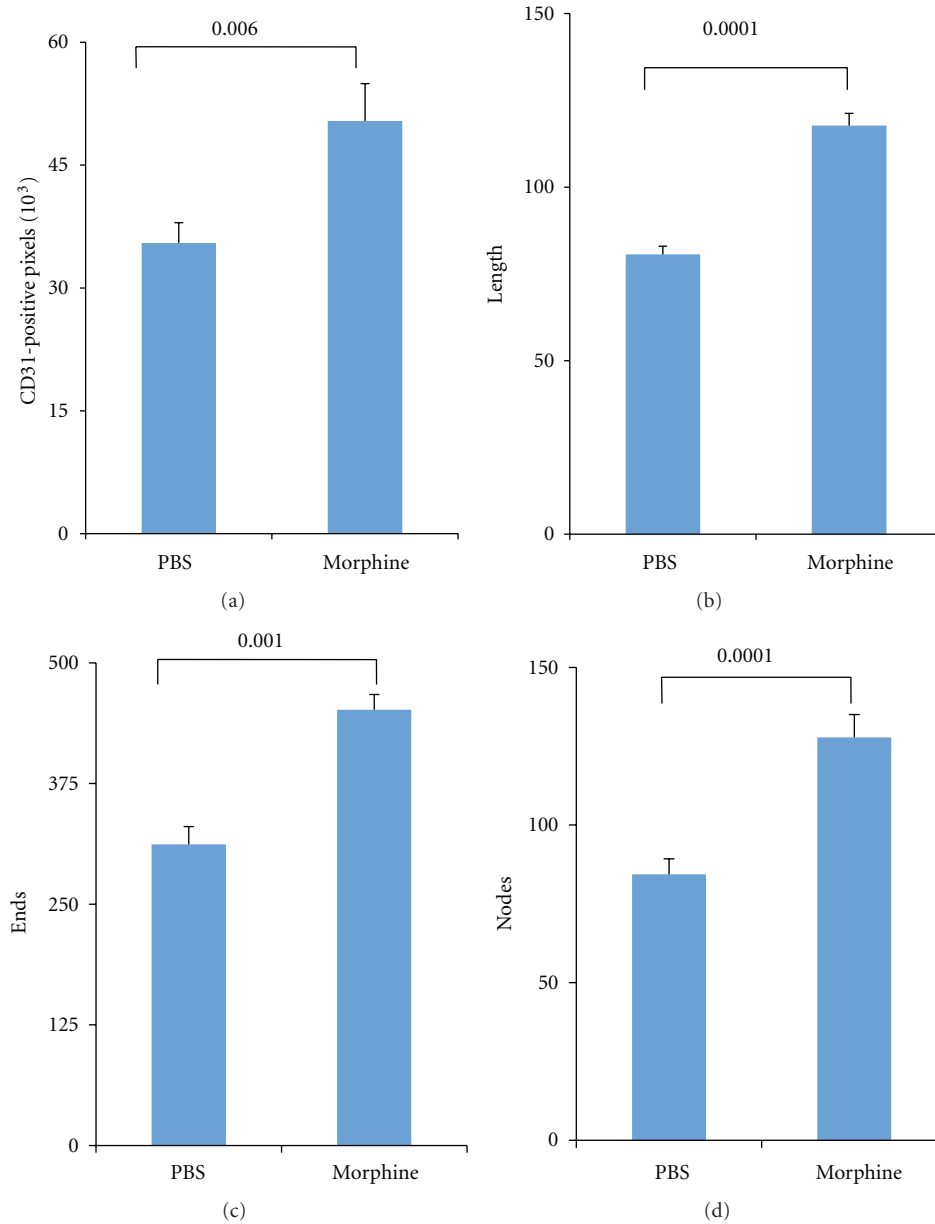 0.006
60
45
30
15
0
CD31-positive pixels (10³)
PBS Morphine
(a)
0.0001
150
100
50
0
Length
PBS Morphine
(b)
0.001
500
375
250
125
0
Ends
PBS Morphine
(c)
0.0001
150
100
50
0
Nodes
PBS Morphine
(d)